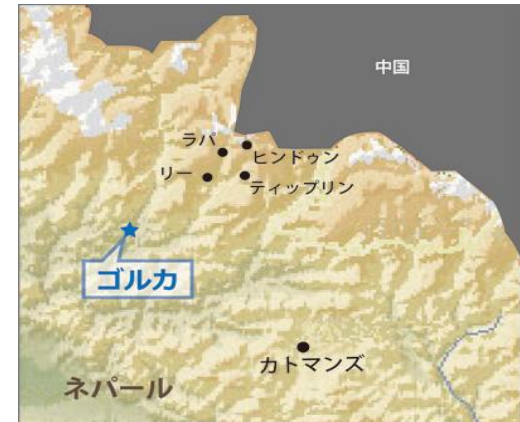 中国
ラパ
ヒンドゥン
リー
ティップリン
ゴルカ
カトマンズ
ネパール